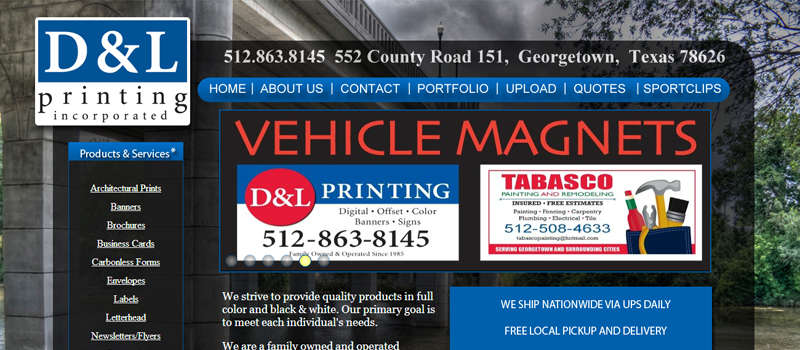 D&L
printing
incorporated
512.863.8145 552 County Road 151, Georgetown, Texas 78626
HOME | ABOUT US | CONTACT | PORTFOLIO | UPLOAD | QUOTES | SPORTCLIPS
Products & Services*
Architectural Prints
Banners
Brochures
Business Cards
Carbonless Forms
Envelopes
Labels
Letterhead
Newsletters/Flyers
VEHICLE MAGNETS
D&L PRINTING
Digital • Offset • Color
Banners • Signs
512-863-8145
Family Owned & Operated Since 1985
TABASCO
PAINTING AND REMODELING
INSURED • FREE ESTIMATES
Painting • Fencing • Carpentry
Plumbing • Electrical • Tile
512-508-4633
tabascopainting@hotmail.com
SERVING GEORGETOWN AND SURROUNDING CITIES
We strive to provide quality products in full
color and black & white. Our primary goal is
to meet each individual's needs.
We are a family owned and operated
WE SHIP NATIONWIDE VIA UPS DAILY
FREE LOCAL PICKUP AND DELIVERY